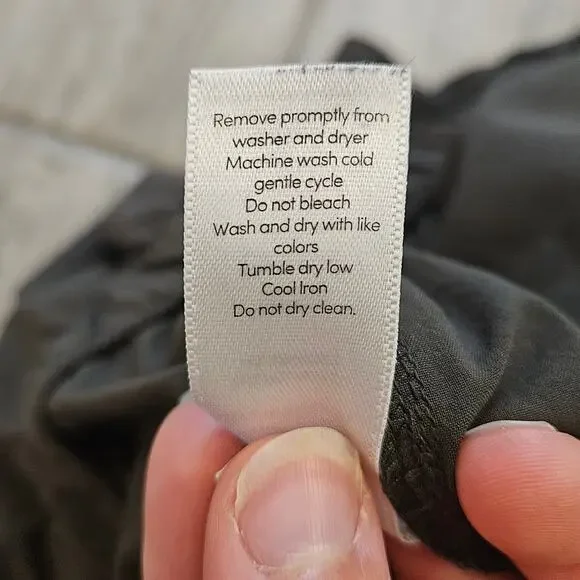 Remove promptly from
washer and dryer
Machine wash cold
gentle cycle
Do not bleach
Wash and dry with like
colors
Tumble dry low
Cool Iron
Do not dry clean.